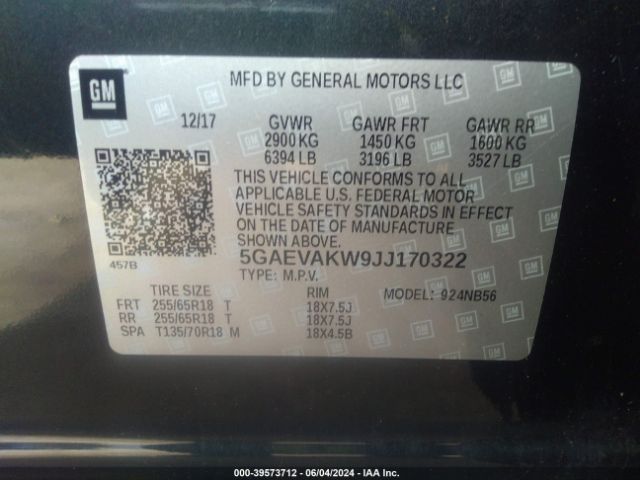 GM
MFD BY GENERAL MOTORS LLC
12/17 GVWR GAWR FRT GAWR RR
2900 KG 1450 KG 1600 KG
6394 LB 3196 LB 3527 LB
THIS VEHICLE CONFORMS TO ALL
APPLICABLE U.S. FEDERAL MOTOR
VEHICLE SAFETY STANDARDS IN EFFECT
ON THE DATE OF MANUFACTURE
SHOWN ABOVE.
457B
5GAEVAKW9JJ170322
TYPE: M.P.V.
TIRE SIZE RIM MODEL: 924NB56
FRT 255/65R18 T 18X7.5J
RR 255/65R18 T 18X7.5J
SPA T135/70R18 M 18X4.5B
000-39573712 - 06/04/2024 - IAA Inc.